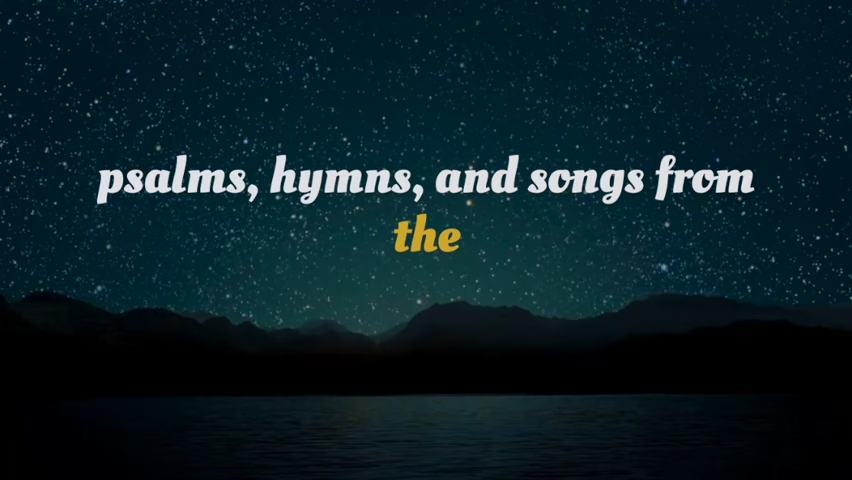 psalms, hymns, and songs from
the